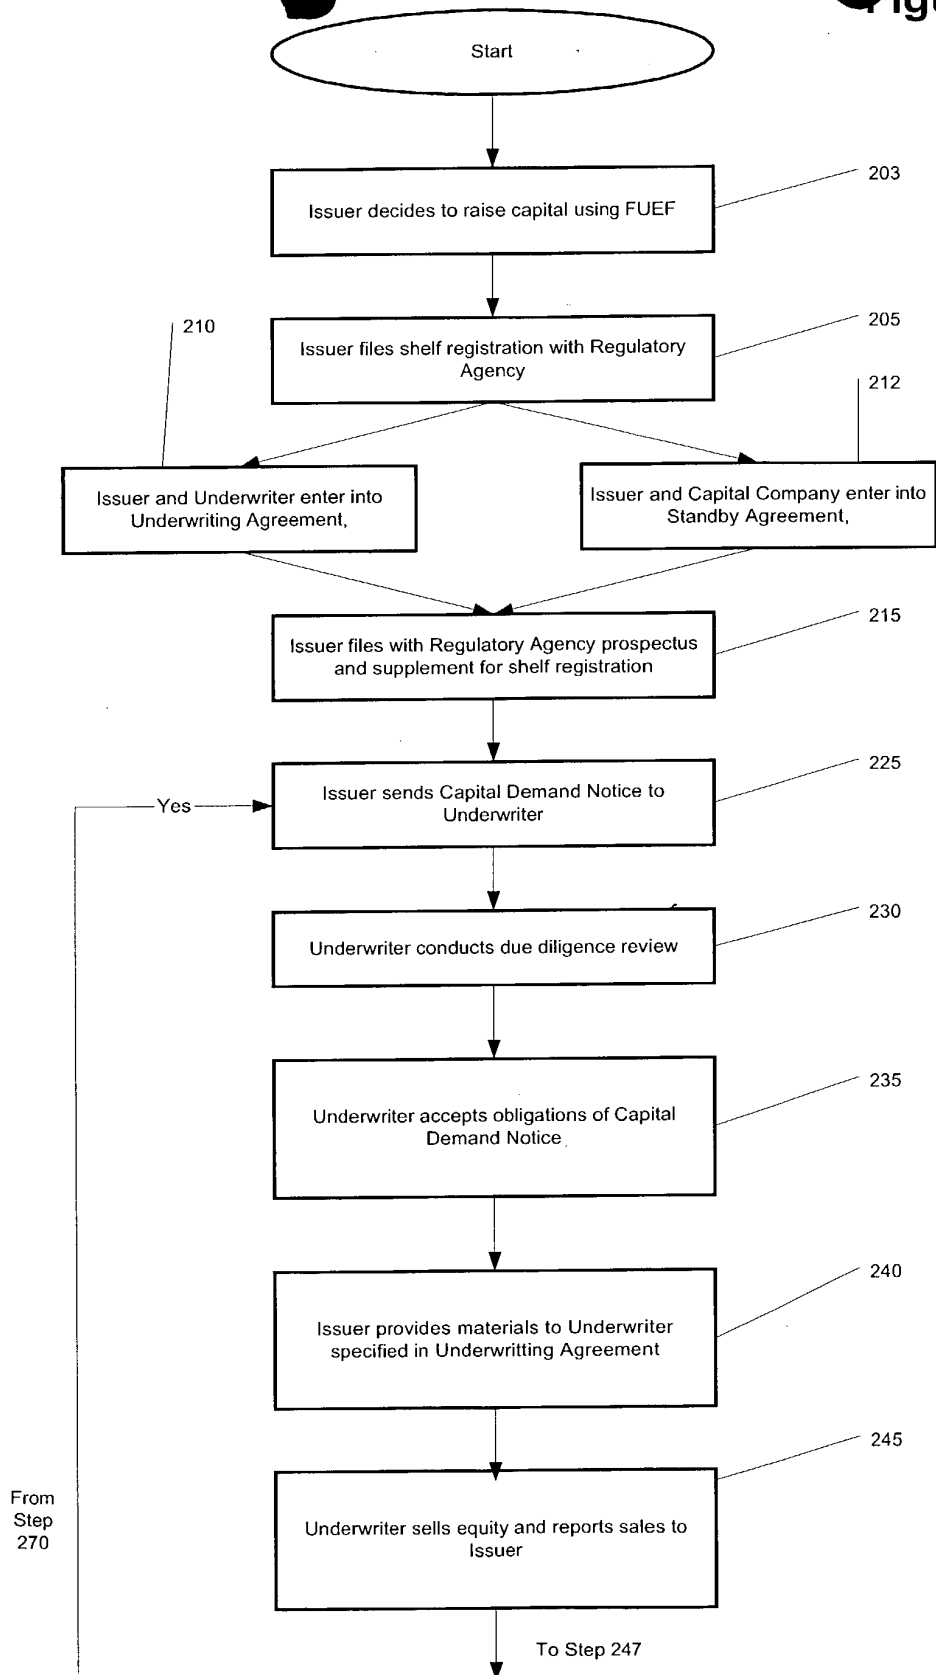 Start
203
Issuer decides to raise capital using FUEF
205
Issuer files shelf registration with Regulatory
Agency
210
212
Issuer and Underwriter enter into
Underwriting Agreement,
Issuer and Capital Company enter into
Standby Agreement,
215
Issuer files with Regulatory Agency prospectus
and supplement for shelf registration
225
Yes
Issuer sends Capital Demand Notice to
Underwriter
230
Underwriter conducts due diligence review
235
Underwriter accepts obligations of Capital
Demand Notice
240
Issuer provides materials to Underwriter
specified in Underwritting Agreement
245
From
Step
270
Underwriter sells equity and reports sales to
Issuer
To Step 247